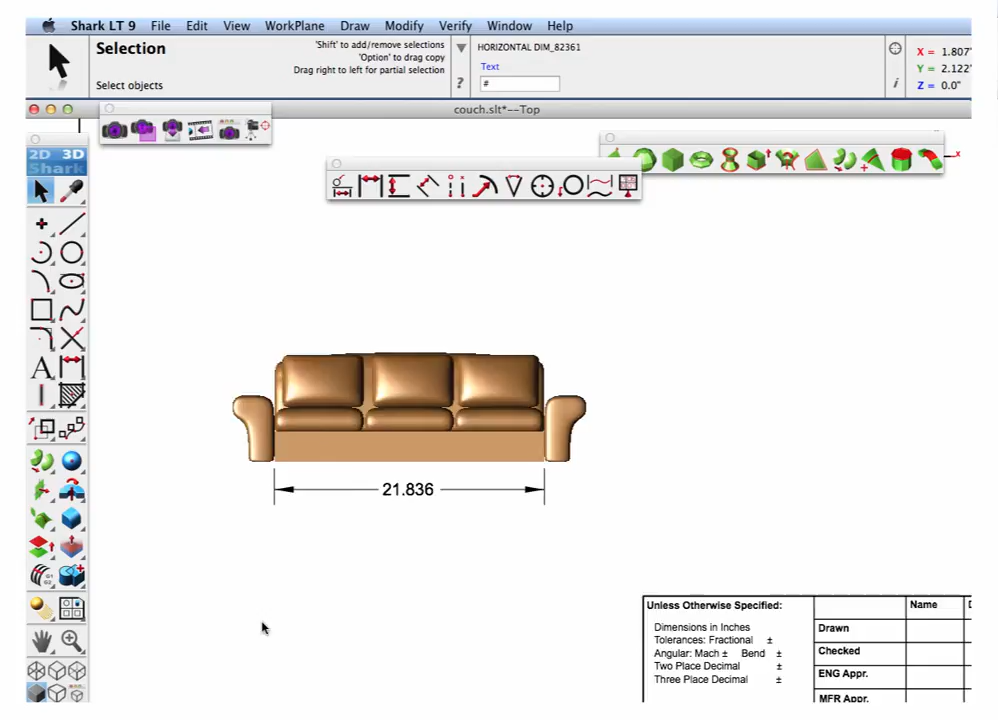 Shark LT 9 File Edit View WorkPlane Draw Modify Verify Window Help
Selection
'Shift' to add/remove selections
'Option' to drag copy
Drag right to left for partial selection
Select objects
?
HORIZONTAL DIM_82361
Text
#
i
X = 1.807'
Y = 2.122'
Z = 0.0"
couch.slt*--Top
x
2D 3D
Shark
A
G1
G2
21.836
Unless Otherwise Specified:
Dimensions in Inches
Tolerances: Fractional ±
Angular: Mach ± Bend ±
Two Place Decimal ±
Three Place Decimal ±
Name
Drawn
Checked
ENG Appr.
MFR Appr.